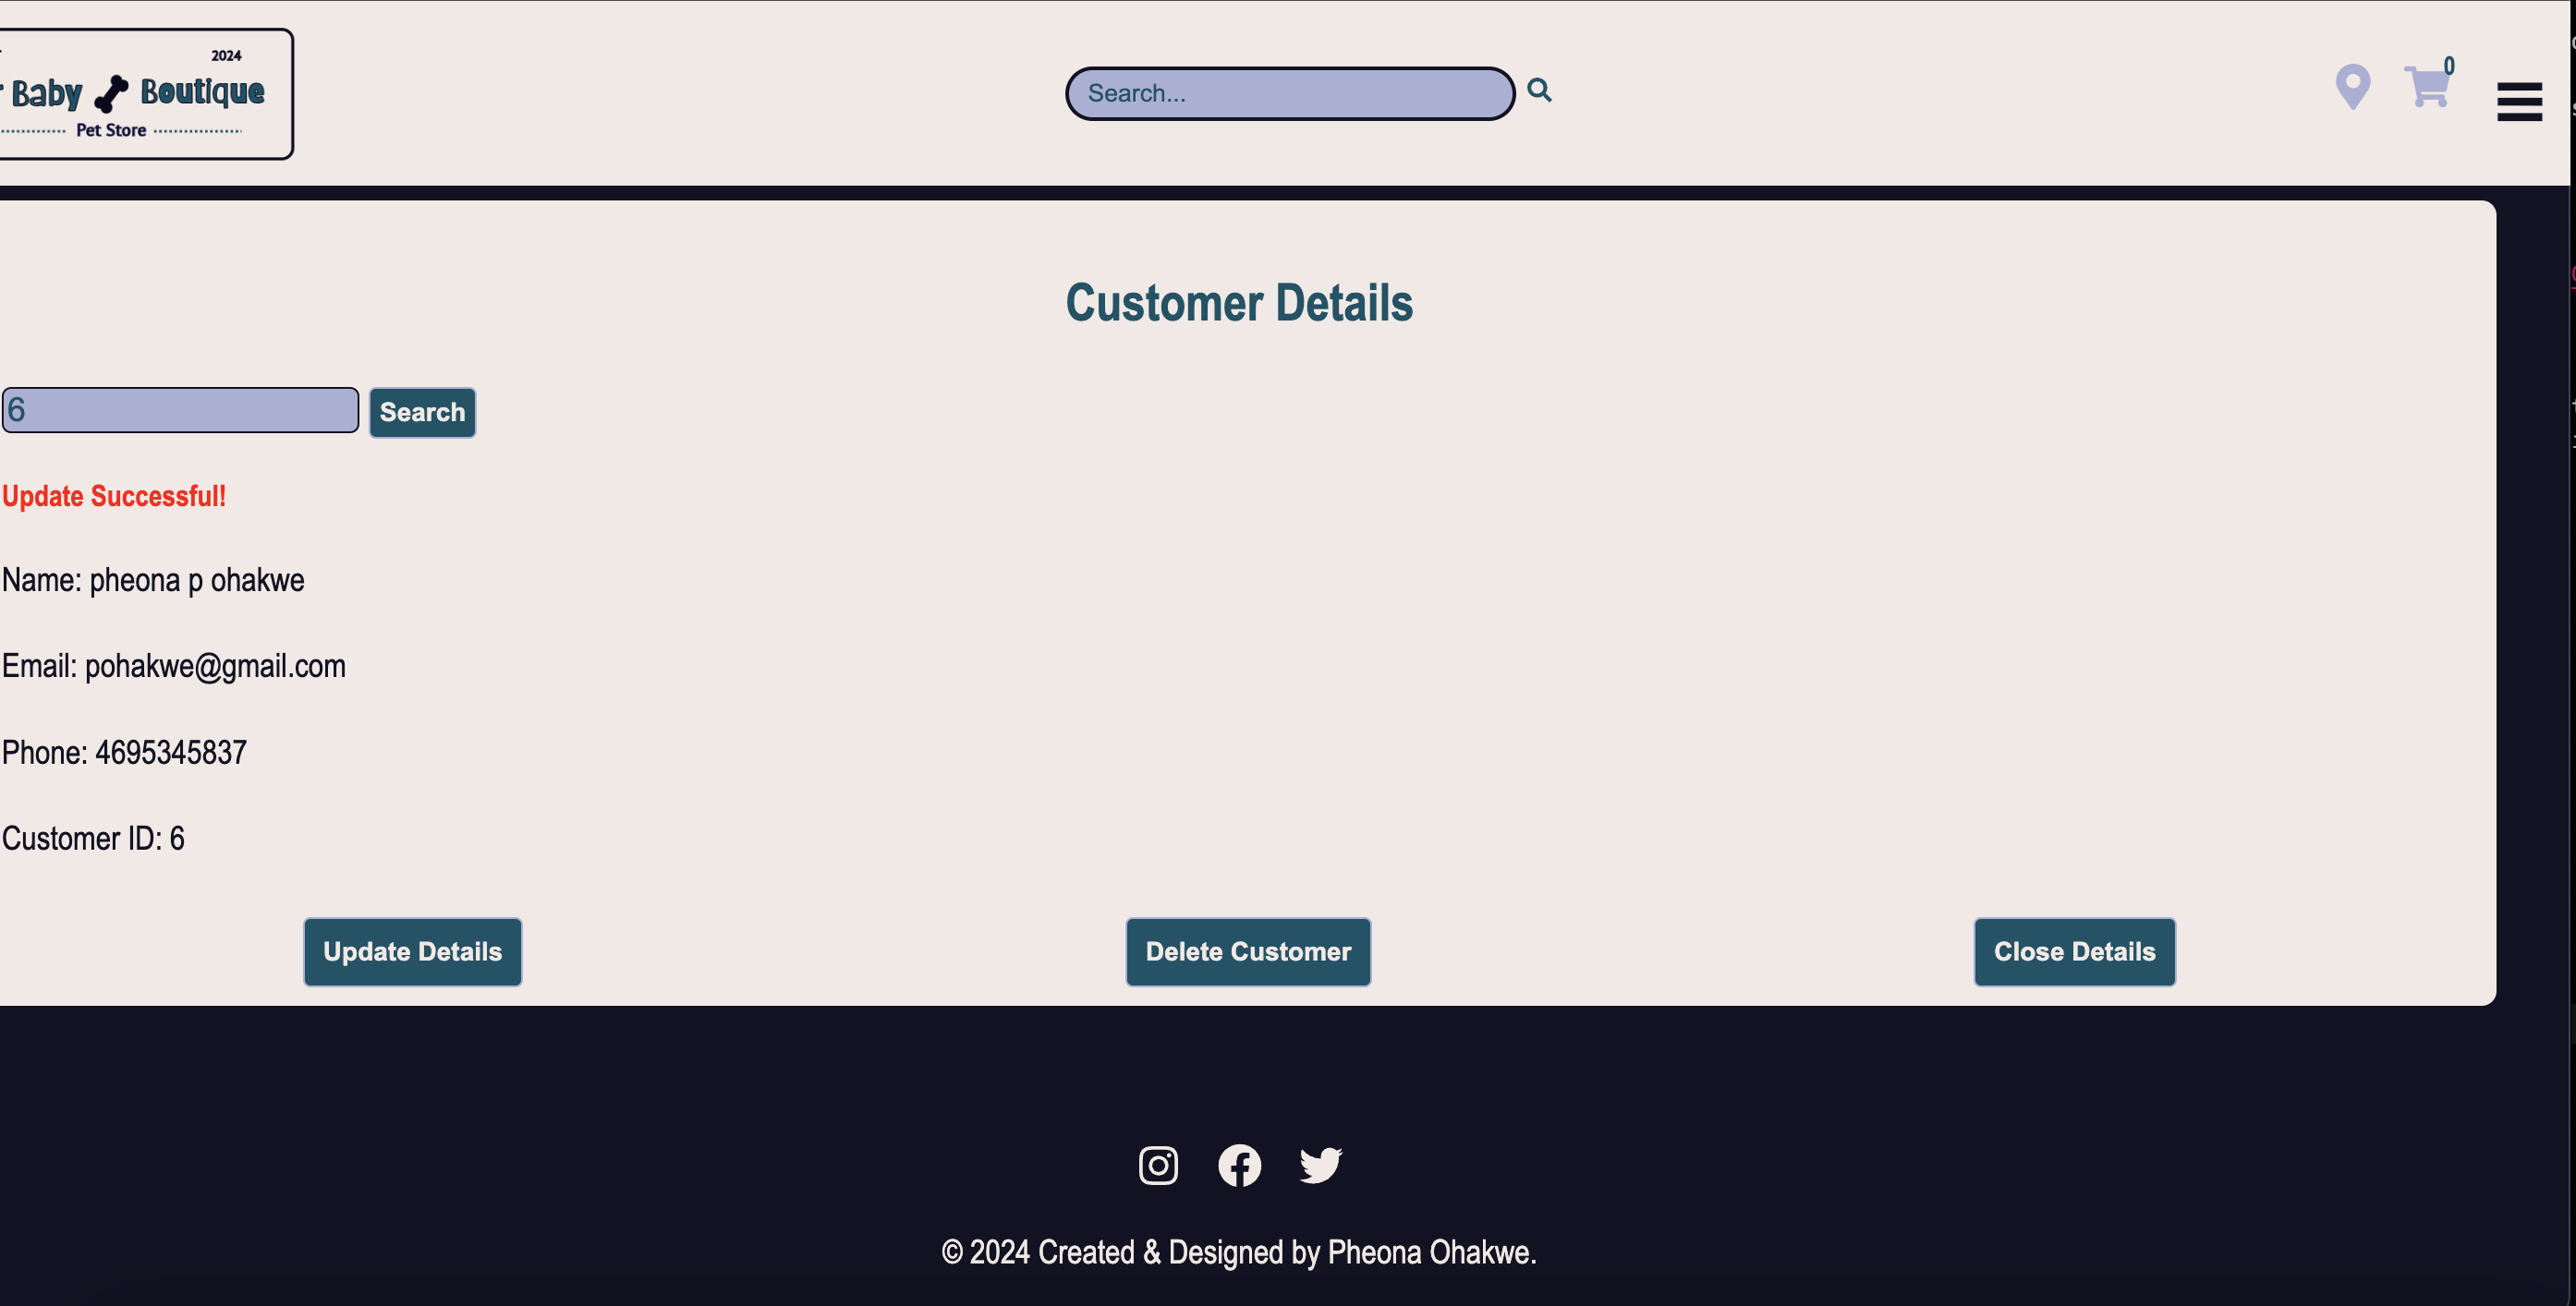 2024
Baby Boutique
Pet Store
Search...
0
Customer Details
6
Search
Update Successful!
Name: pheona p ohakwe
Email: pohakwe@gmail.com
Phone: 4695345837
Customer ID: 6
Update Details
Delete Customer
Close Details
© 2024 Created & Designed by Pheona Ohakwe.